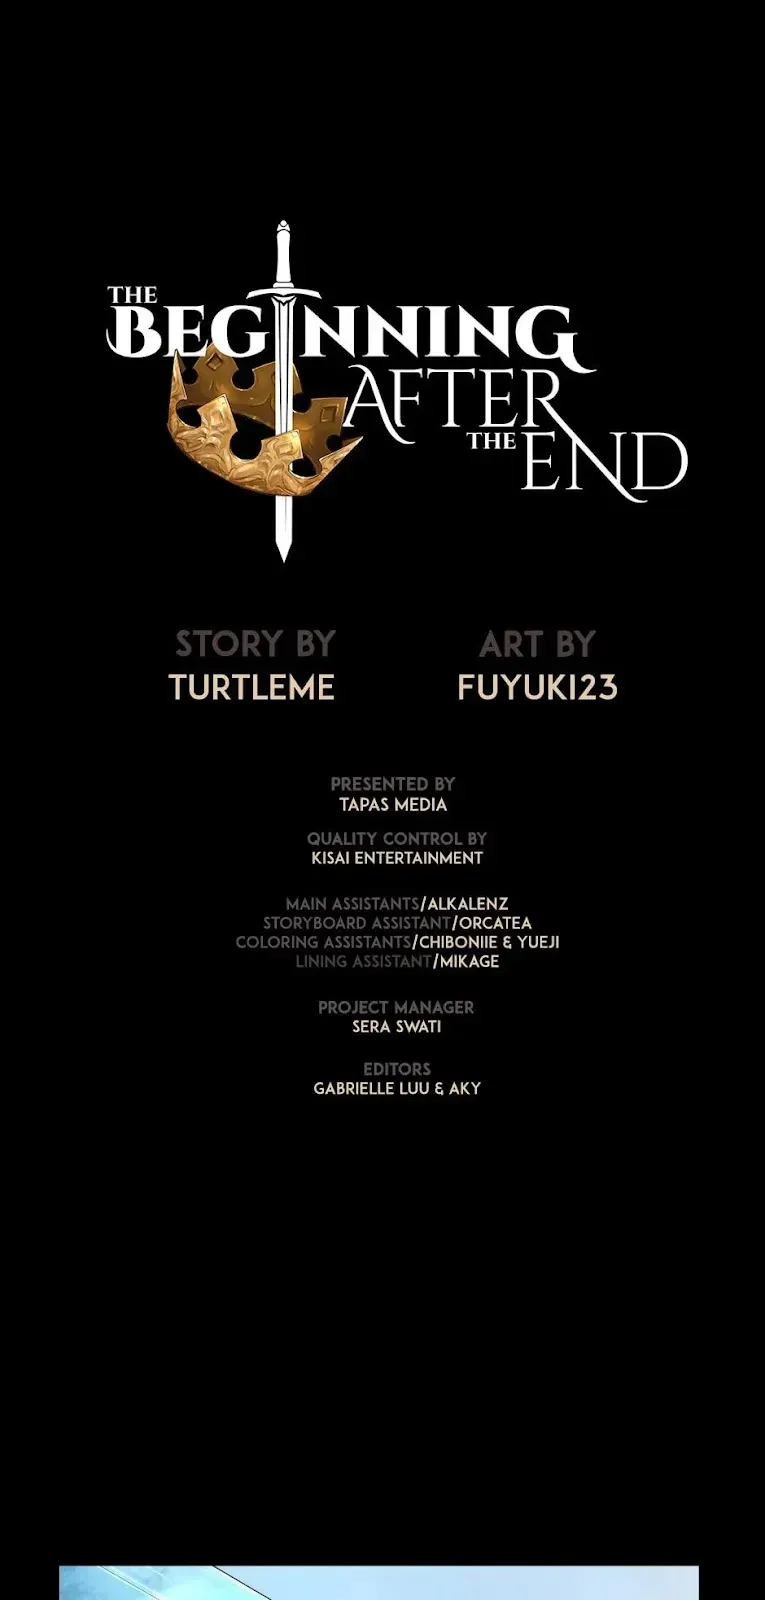 THE
BEGINNING
AFTER
THE END
STORY BY
TURTLEME
ART BY
FUYUKI23
PRESENTED BY
TAPAS MEDIA
QUALITY CONTROL BY
KISAI ENTERTAINMENT
MAIN ASSISTANTS/ALKALENZ
STORYBOARD ASSISTANT/ORCATEA
COLORING ASSISTANTS/CHIBONIIE & YUEJI
LINING ASSISTANT/MIKAGE
PROJECT MANAGER
SERA SWATI
EDITORS
GABRIELLE LUU & AKY